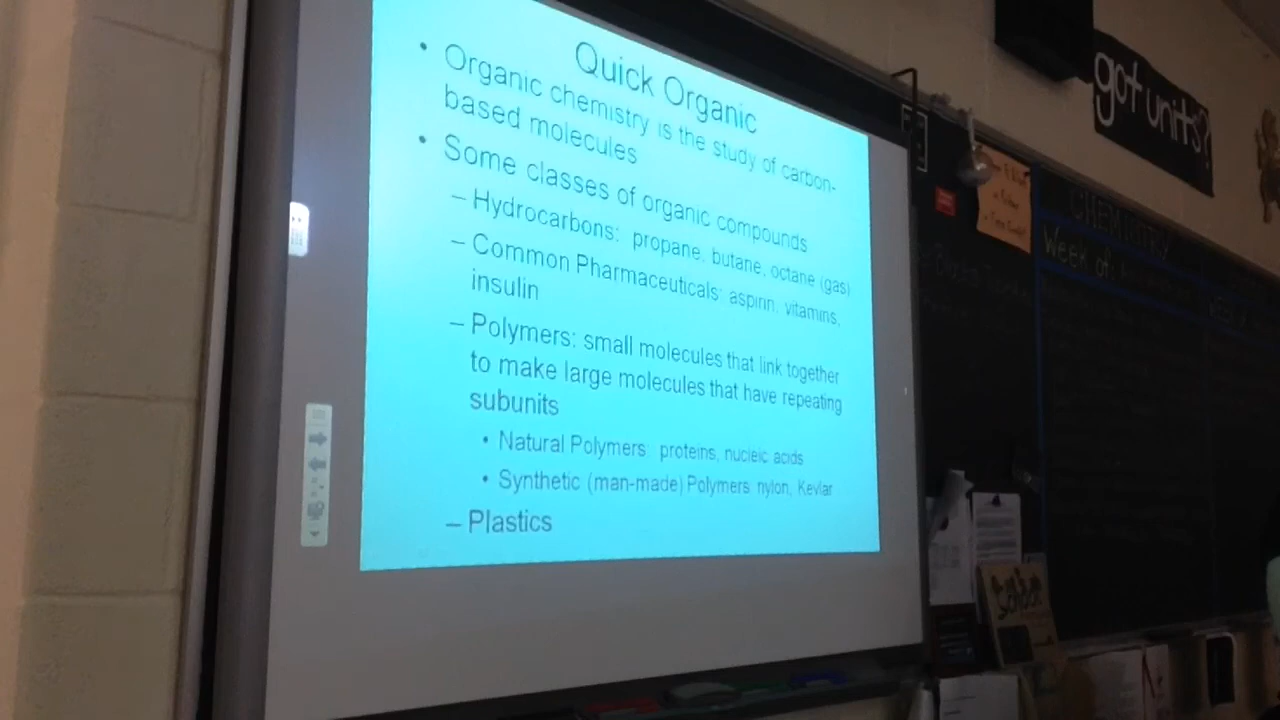 Quick Organic
• Organic chemistry is the study of carbon-
based molecules
• Some classes of organic compounds
– Hydrocarbons: propane, butane, octane (gas)
– Common Pharmaceuticals: aspirin, vitamins,
insulin
– Polymers: small molecules that link together
to make large molecules that have repeating
subunits
• Natural Polymers: proteins, nucleic acids
• Synthetic (man-made) Polymers: nylon, Kevlar
– Plastics
got units?
CHEMISTRY
Week of: